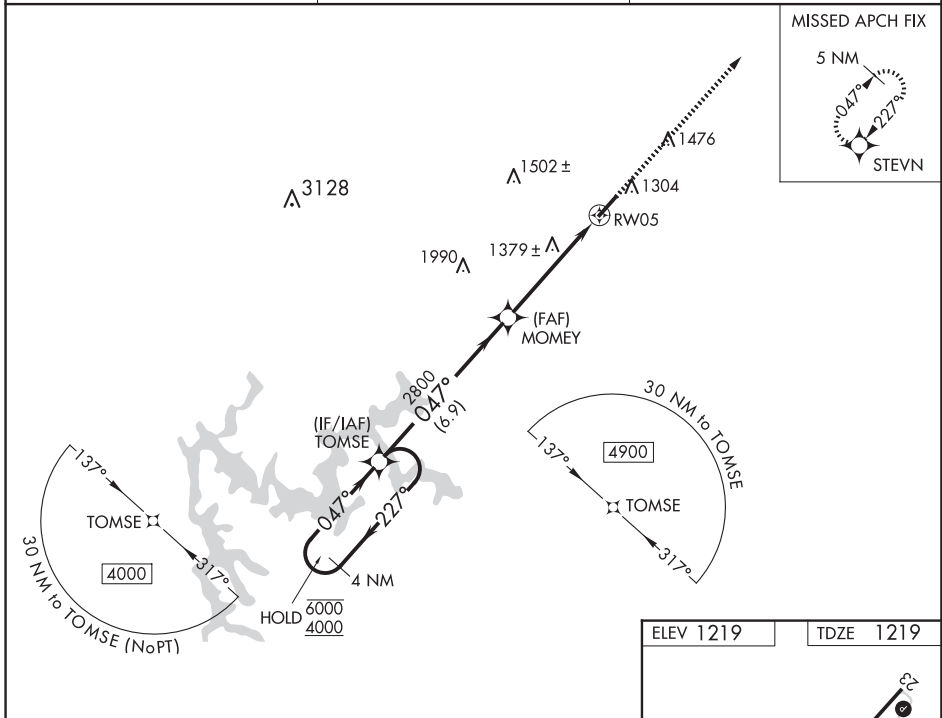 MISSED APCH FIX
5 NM
047°
227°
STEVN
1476
1502 ±
3128
1304
RW05
1379 ±
1990
(FAF)
MOMEY
2800
047°
(6.9)
(IF/IAF)
TOMSE
30 NM to TOMSE
137°
4900
TOMSE
317°
137°
TOMSE
4000
317°
30 NM to TOMSE (NoPT)
047°
227°
4 NM
HOLD
6000
4000
ELEV 1219
TDZE 1219
23
P